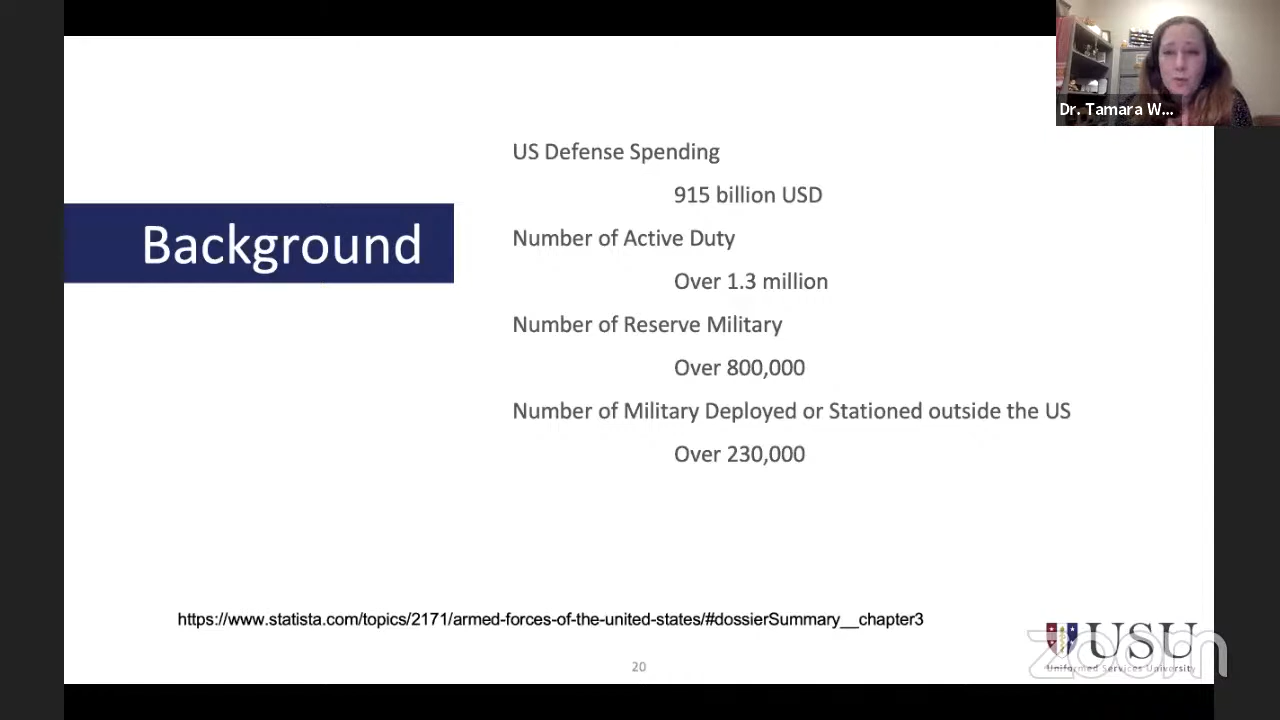 Dr. Tamara W...
US Defense Spending
915 billion USD
Background
Number of Active Duty
Over 1.3 million
Number of Reserve Military
Over 800,000
Number of Military Deployed or Stationed outside the US
Over 230,000
https://www.statista.com/topics/2171/armed-forces-of-the-united-states/#dossierSummary__chapter3
USU
Uniformed Services University
zoom
20